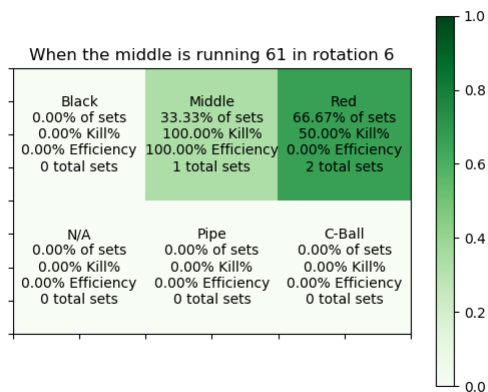 When the middle is running 61 in rotation 6
Black
0.00% of sets
0.00% Kill%
0.00% Efficiency
0 total sets
Middle
33.33% of sets
100.00% Kill%
100.00% Efficiency
1 total sets
Red
66.67% of sets
50.00% Kill%
0.00% Efficiency
2 total sets
N/A
0.00% of sets
0.00% Kill%
0.00% Efficiency
0 total sets
Pipe
0.00% of sets
0.00% Kill%
0.00% Efficiency
0 total sets
C-Ball
0.00% of sets
0.00% Kill%
0.00% Efficiency
0 total sets
1.0
0.8
0.6
0.4
0.2
0.0